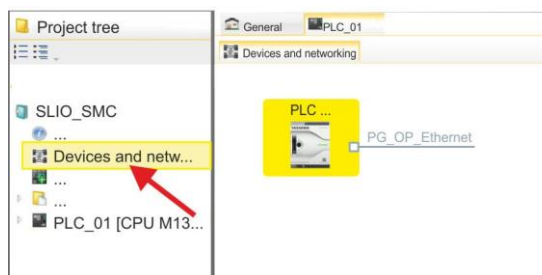 Project tree
SLIO_SMC
...
Devices and netw...
...
...
PLC_01 [CPU M13...
General
PLC_01
Devices and networking
PLC ...
PG_OP_Ethernet